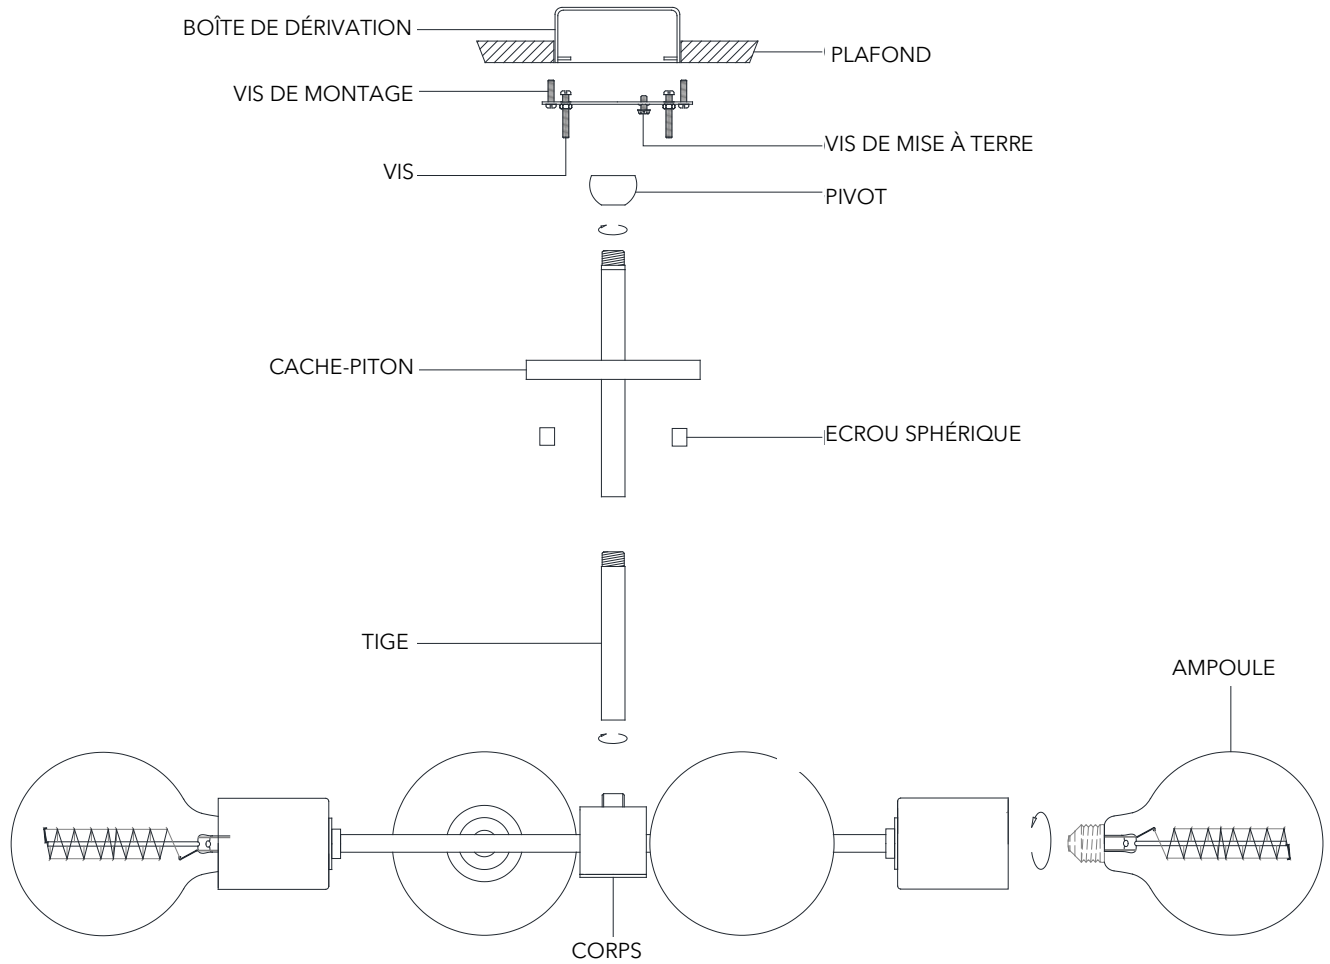 BOÎTE DE DÉRIVATION
PLAFOND
VIS DE MONTAGE
VIS DE MISE À TERRE
VIS
PIVOT
CACHE-PITON
ECROU SPHÉRIQUE
TIGE
AMPOULE
CORPS